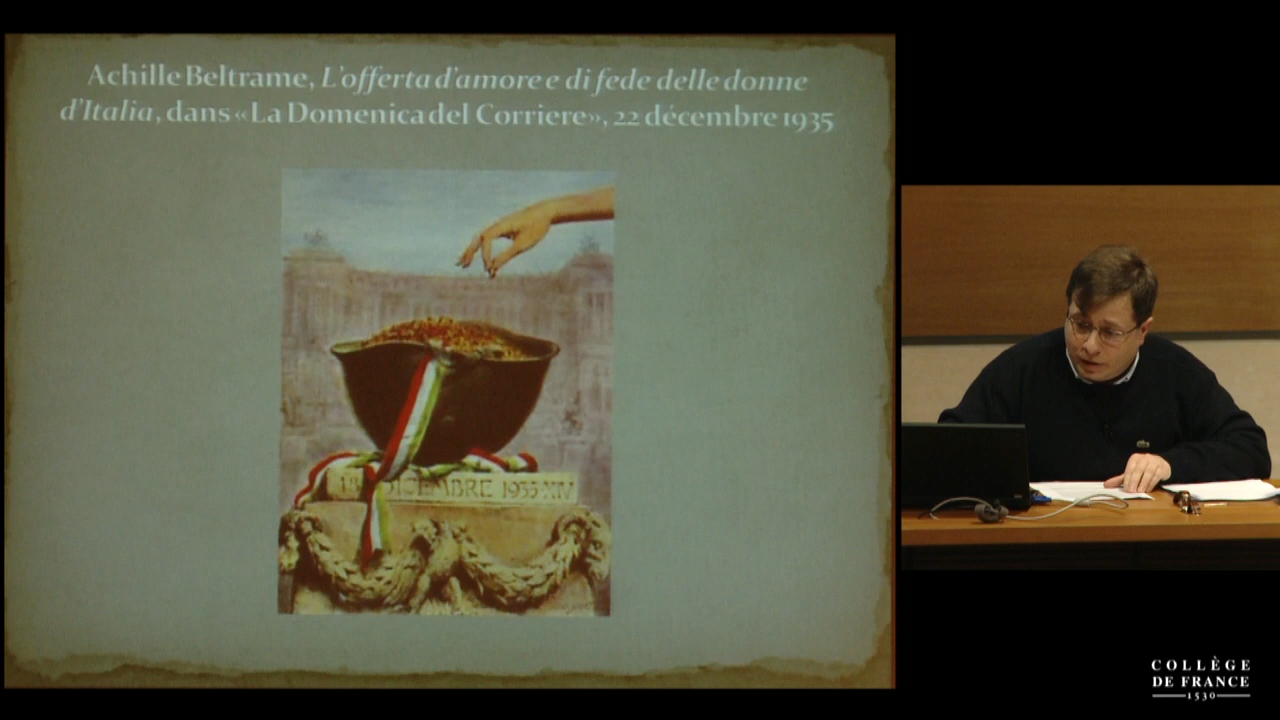 Achille Beltrame, L'offerta d'amore e di fede delle donne
d'Italia, dans «La Domenica del Corriere», 22 décembre 1935
18 DICEMBRE 1935-XIV
COLLÈGE
DE FRANCE
1530